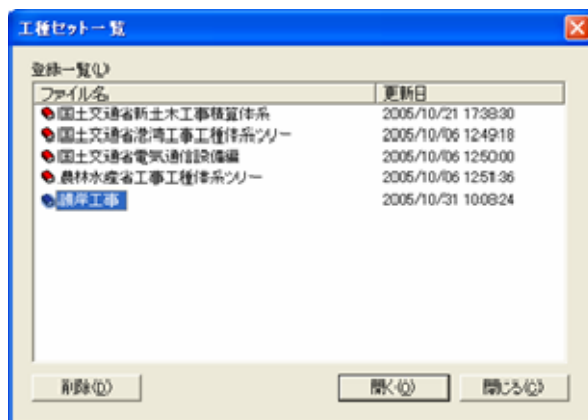 工種セット一覧
登録一覧(L)
ファイル名 更新日
国土交通省新土木工事積算体系 2005/10/21 17:38:30
国土交通省港湾工事工種体系ツリー 2005/10/06 12:49:18
国土交通省電気通信設備編 2005/10/06 12:50:00
農林水産省工事工種体系ツリー 2005/10/06 12:51:36
護岸工事 2005/10/31 10:08:24
削除(D) 開く(O) 閉じる(C)